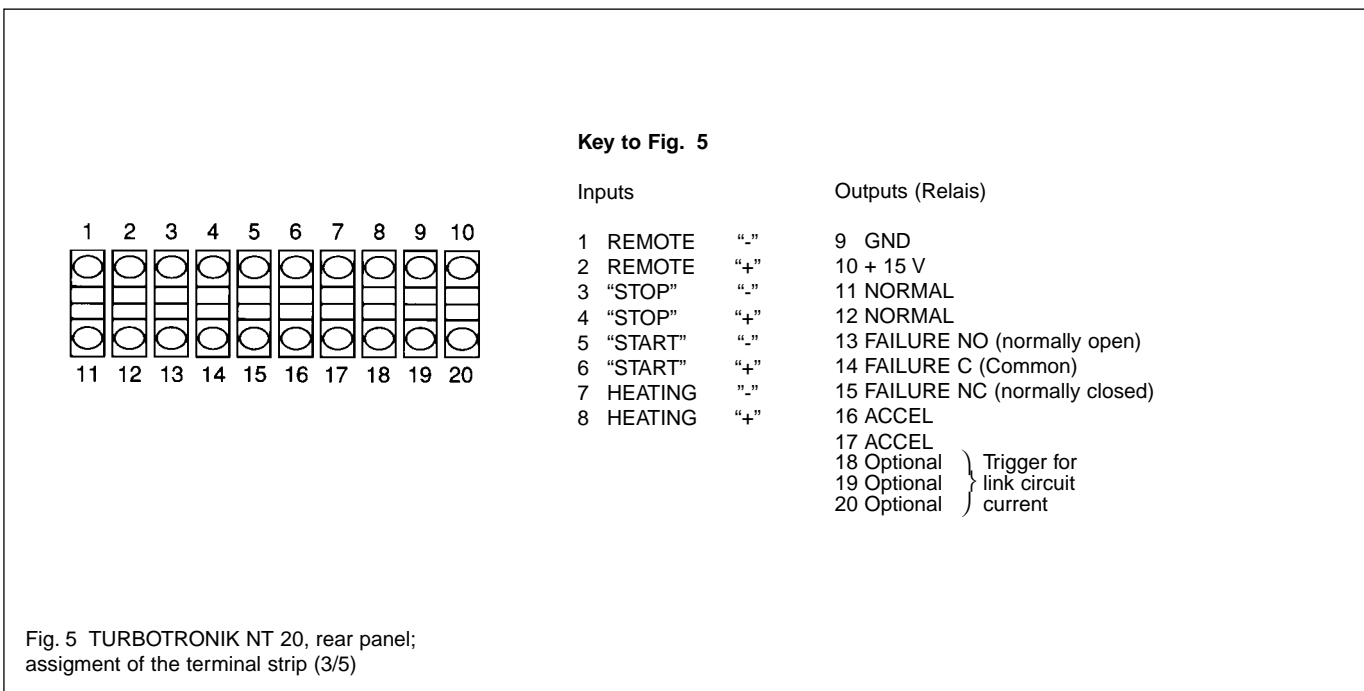 Key to Fig. 5
Inputs
Outputs (Relais)
1 2 3 4 5 6 7 8 9 10
11 12 13 14 15 16 17 18 19 20
1 REMOTE “-”
2 REMOTE “+”
3 “STOP” “-”
4 “STOP” “+”
5 “START” “-”
6 “START” “+”
7 HEATING ”-”
8 HEATING “+”
9 GND
10 + 15 V
11 NORMAL
12 NORMAL
13 FAILURE NO (normally open)
14 FAILURE C (Common)
15 FAILURE NC (normally closed)
16 ACCEL
17 ACCEL
18 Optional
19 Optional
20 Optional
Trigger for
link circuit
current
Fig. 5 TURBOTRONIK NT 20, rear panel;
assigment of the terminal strip (3/5)